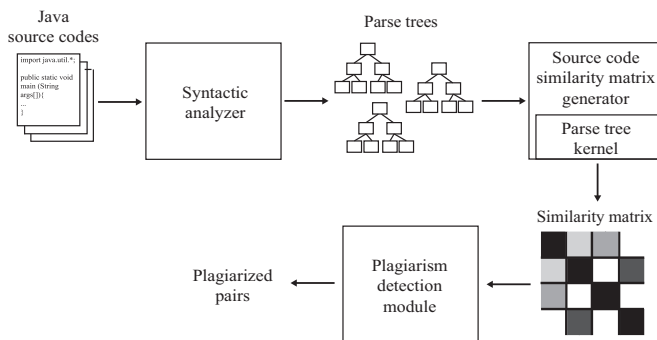 Java
source codes
import java.util.*;
public static void
main (String
args[]){
...
}
Syntactic
analyzer
Parse trees
Source code
similarity matrix
generator
Parse tree
kernel
Similarity matrix
Plagiarism
detection
module
Plagiarized
pairs